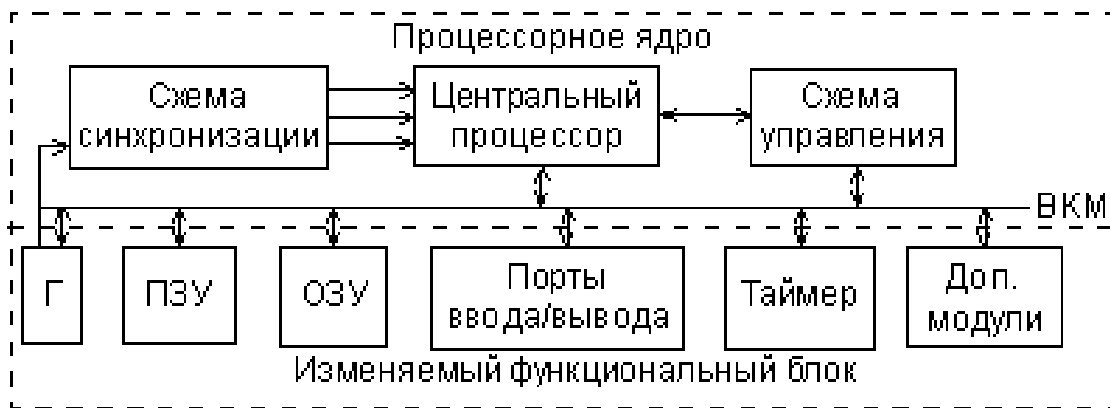 Процессорное ядро
Схема
синхронизации
Центральный
процессор
Схема
управления
ВКМ
Г
ПЗУ
ОЗУ
Порты
ввода/вывода
Таймер
Доп.
модули
Изменяемый функциональный блок